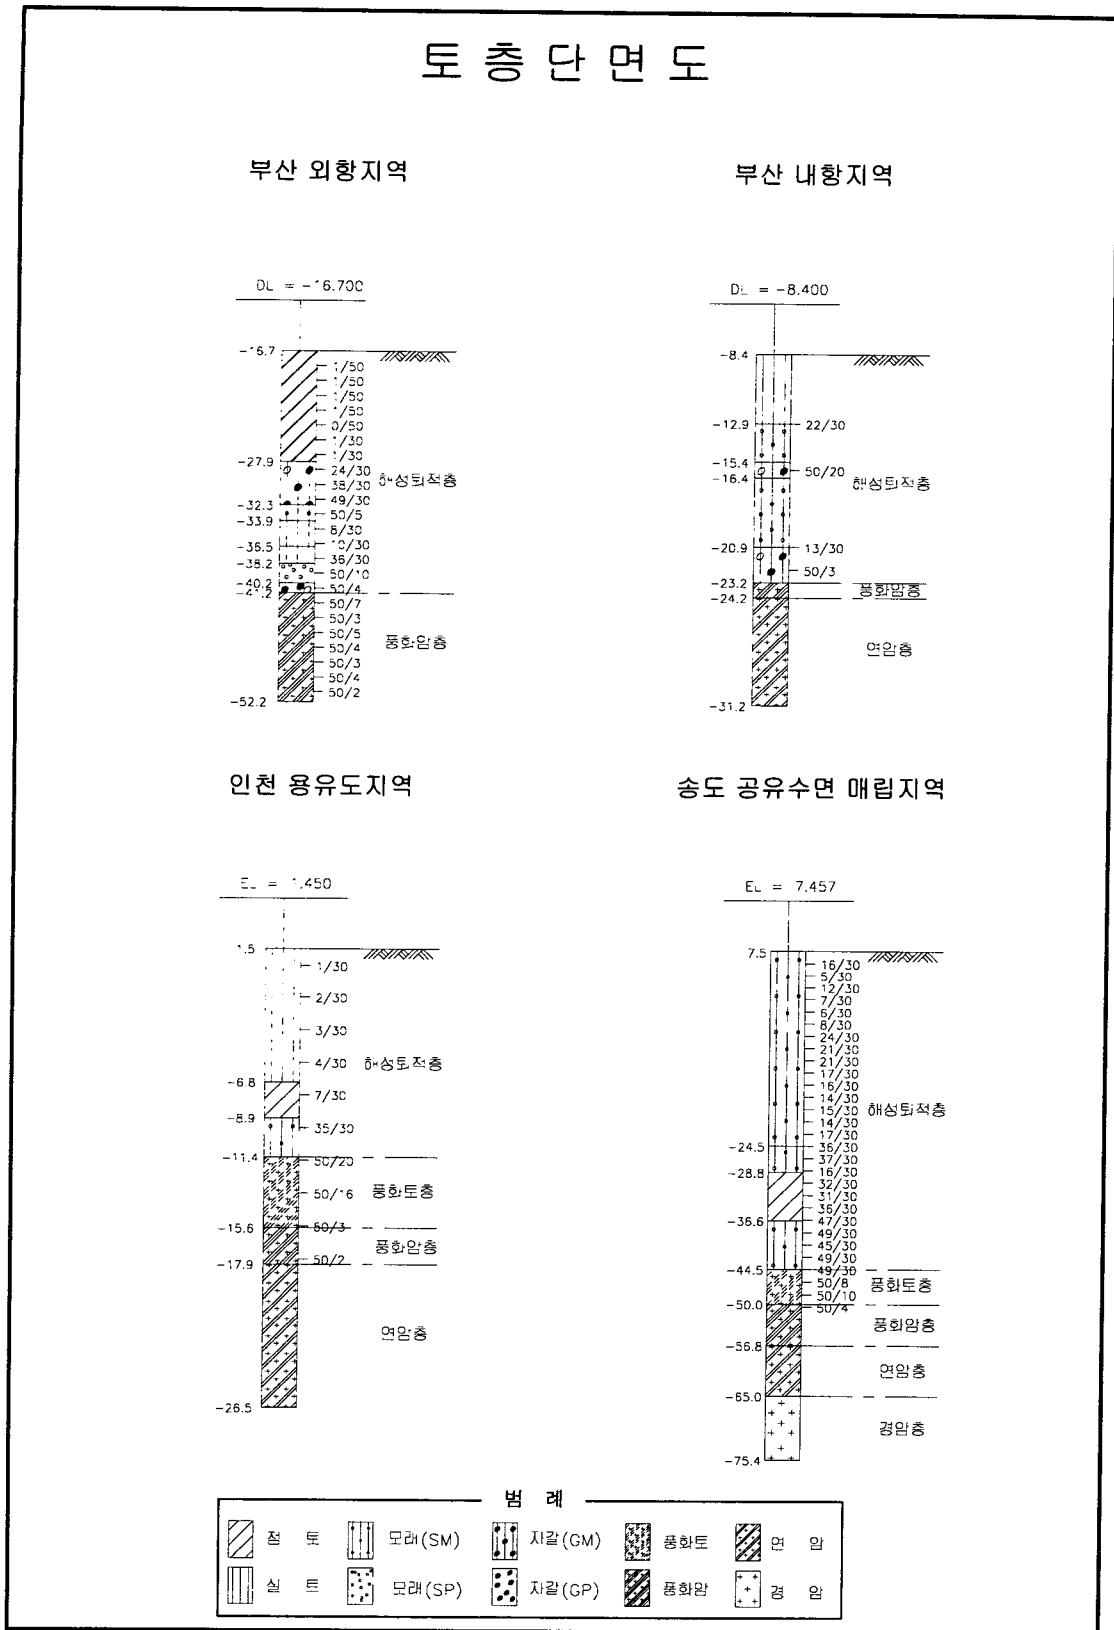 토 층 단 면 도
부산 외항지역
DL = -16.700
-16.7
1/50
1/50
1/50
1/50
0/50
1/30
1/30
-27.9
24/30
38/30
해성퇴적층
49/30
-32.3
50/5
-33.9
8/30
-36.5
10/30
36/30
-38.2
50/10
-40.2
50/4
-41.2
50/7
50/3
50/5
풍화암층
50/4
50/3
50/4
50/2
-52.2
부산 내항지역
DL = -8.400
-8.4
-12.9
22/30
-15.4
50/20
-16.4
해성퇴적층
-20.9
13/30
50/3
-23.2
풍화암층
-24.2
연암층
-31.2
인천 용유도지역
EL = 1.450
1.5
1/30
2/30
3/30
4/30
해성퇴적층
-6.8
7/30
-8.9
35/30
-11.4
50/20
50/16
풍화토층
-15.6
50/3
풍화암층
50/2
-17.9
연암층
-26.5
송도 공유수면 매립지역
EL = 7.457
7.5
16/30
5/30
12/30
7/30
6/30
8/30
24/30
21/30
21/30
17/30
16/30
14/30
15/30
해성퇴적층
14/30
17/30
-24.5
36/30
37/30
-28.8
16/30
32/30
31/30
36/30
-36.6
47/30
49/30
45/30
49/30
-44.5
49/30
50/8
풍화토층
50/10
-50.0
50/4
풍화암층
-56.8
연암층
-65.0
경암층
-75.4
범 례
점 토
모래(SM)
자갈(GM)
풍화토
연 암
실 트
모래(SP)
자갈(GP)
풍화암
경 암